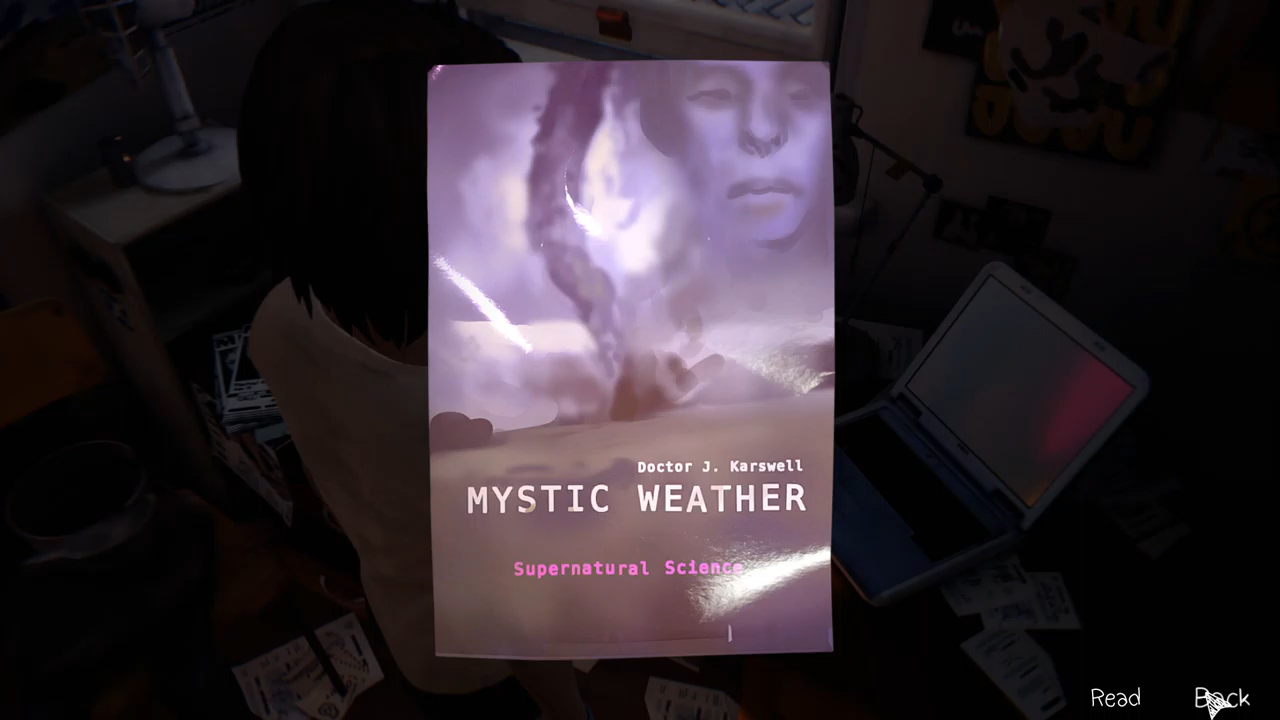 Doctor J. Karswell
MYSTIC WEATHER
Supernatural Science
Read
Back